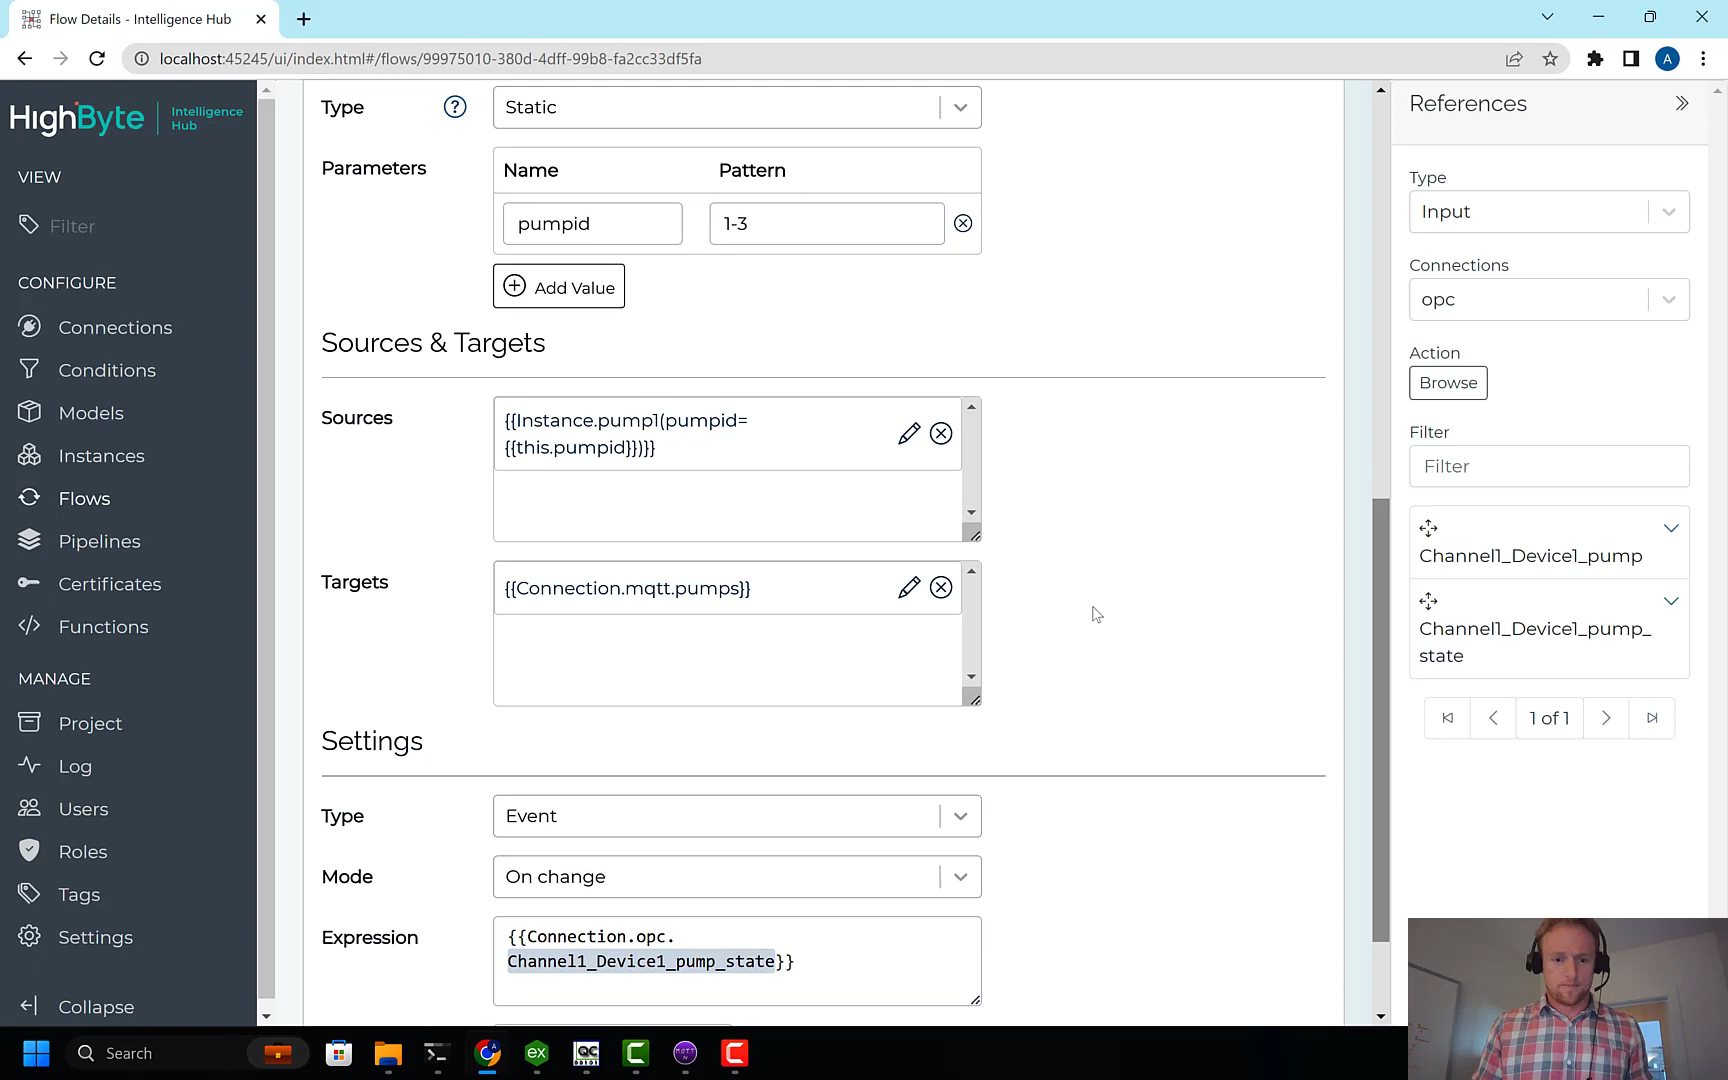 Flow Details - Intelligence Hub
localhost:45245/ui/index.html#/flows/99975010-380d-4dff-99b8-fa2cc33df5fa
A
HighByte
Intelligence
Hub
VIEW
Filter
CONFIGURE
Connections
Conditions
Models
Instances
Flows
Pipelines
Certificates
Functions
MANAGE
Project
Log
Users
Roles
Tags
Settings
Collapse
Type
Static
Parameters
Name Pattern
pumpid 1-3
Add Value
Sources & Targets
Sources
{{Instance.pump1(pumpid=
{{this.pumpid}})}}
Targets
{{Connection.mqtt.pumps}}
Settings
Type
Event
Mode
On change
Expression
{{Connection.opc.
Channel1_Device1_pump_state}}
References
Type
Input
Connections
opc
Action
Browse
Filter
Filter
Channel1_Device1_pump
Channel1_Device1_pump_
state
1 of 1
Search